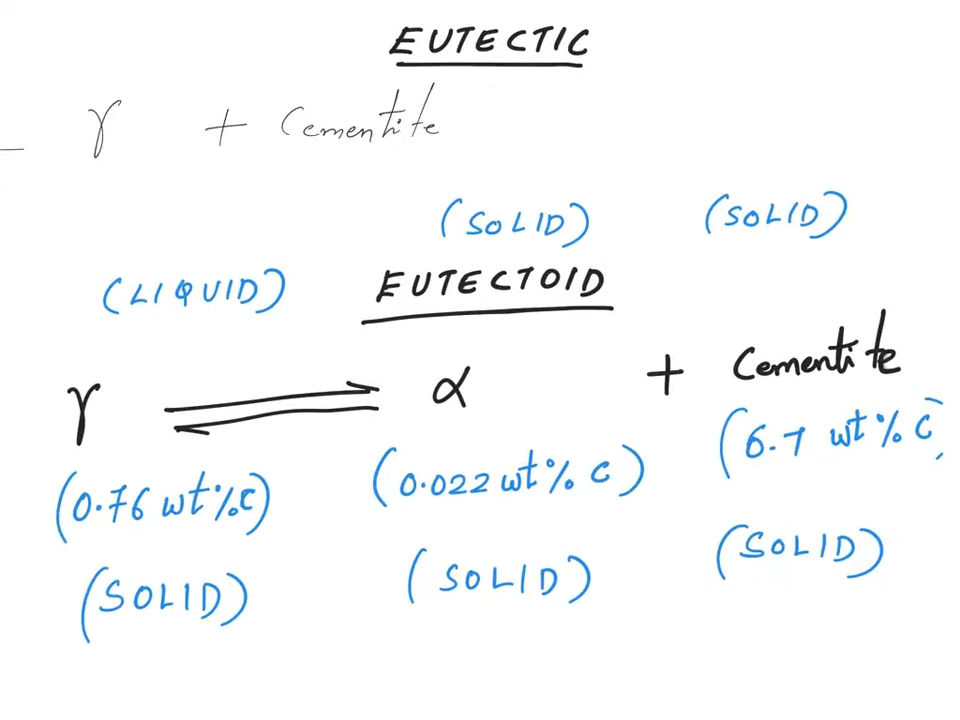 EUTECTIC
γ + Cementite
(SOLID) (SOLID)
(LIQUID)
EUTECTOID
γ ⇌ α + Cementite
(0.76 wt%C) (0.022 wt% C) (6.7 wt% C)
(SOLID) (SOLID) (SOLID)